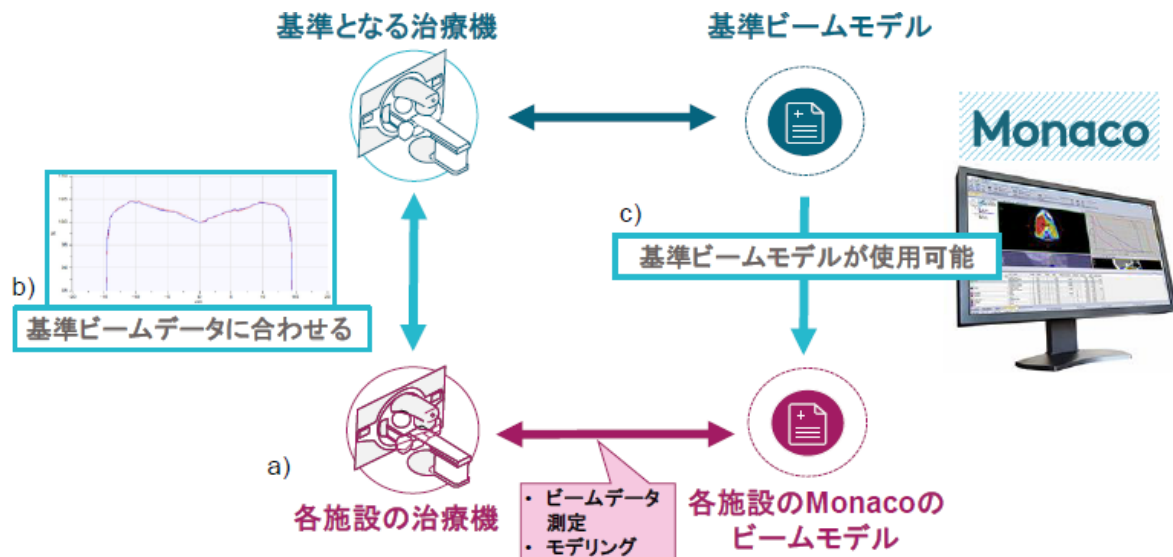 基準となる治療機
基準ビームモデル
Monaco
c)
基準ビームモデルが使用可能
b)
基準ビームデータに合わせる
a)
各施設の治療機
• ビームデータ
測定
• モデリング
各施設のMonacoの
ビームモデル